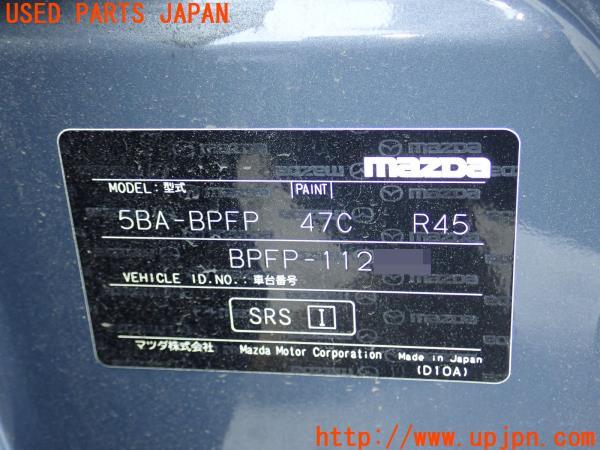 USED PARTS JAPAN
mazda
MODEL:型式 PAINT
5BA-BPFP 47C R45
BPFP-112
VEHICLE ID.NO.:車台番号
SRS I
マツダ株式会社 Mazda Motor Corporation Made in Japan
(D10A)
http://www.upjpn.com/